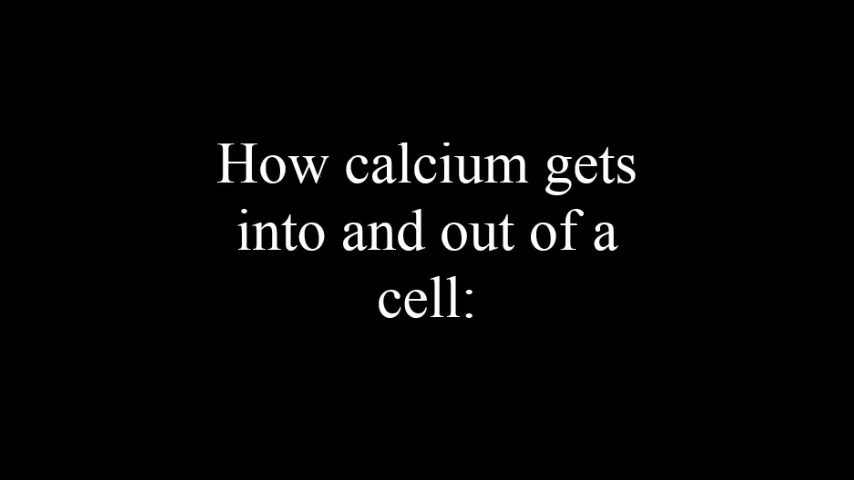 How calcium gets
into and out of a
cell: